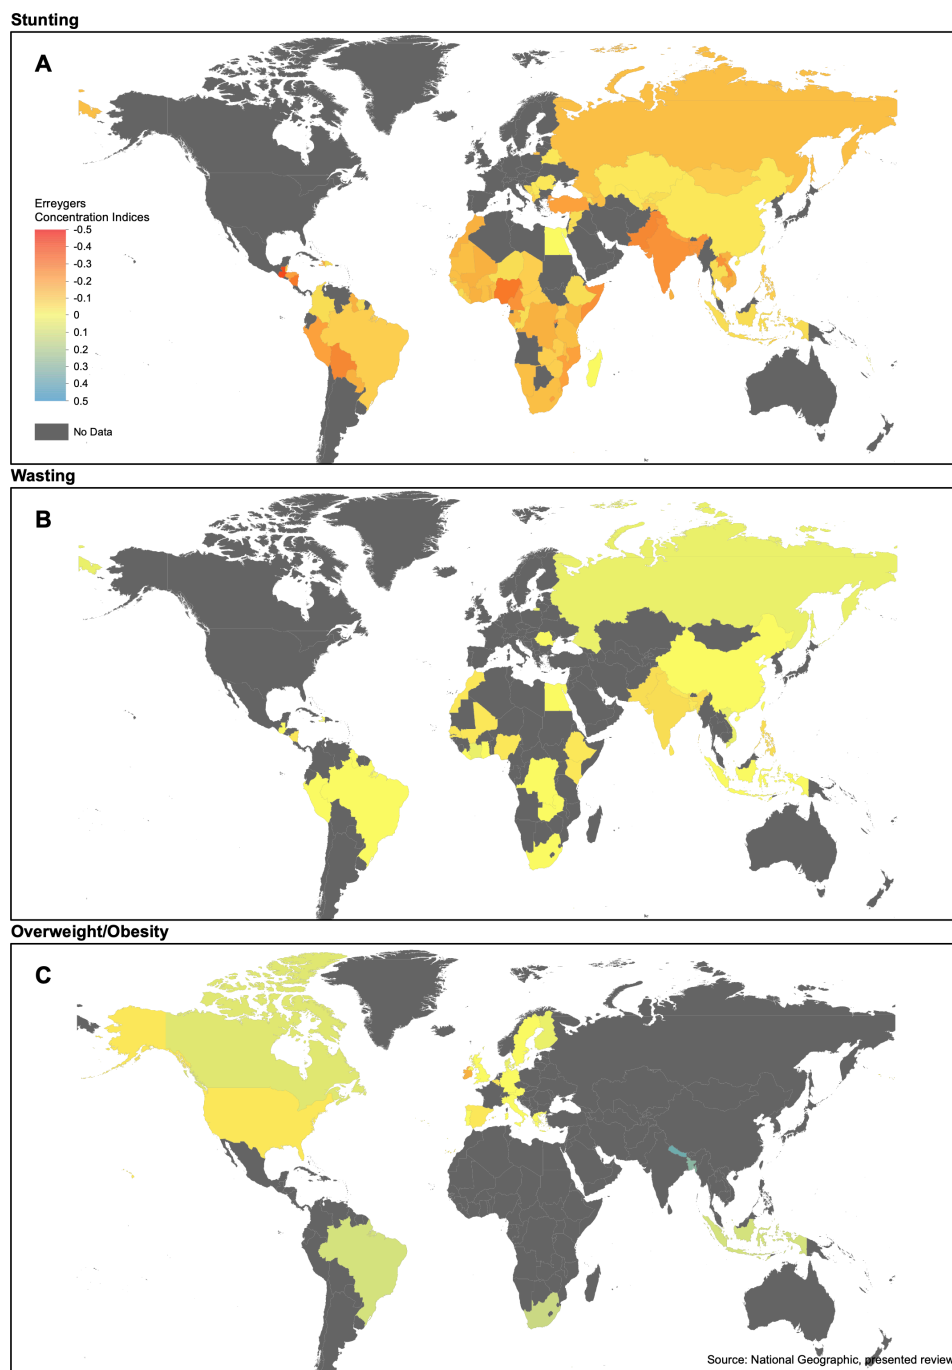 Stunting
A
Erreygers
Concentration Indices
-0.5
-0.4
-0.3
-0.2
-0.1
0
0.1
0.2
0.3
0.4
0.5
No Data
Wasting
B
Overweight/Obesity
C
Source: National Geographic, presented review